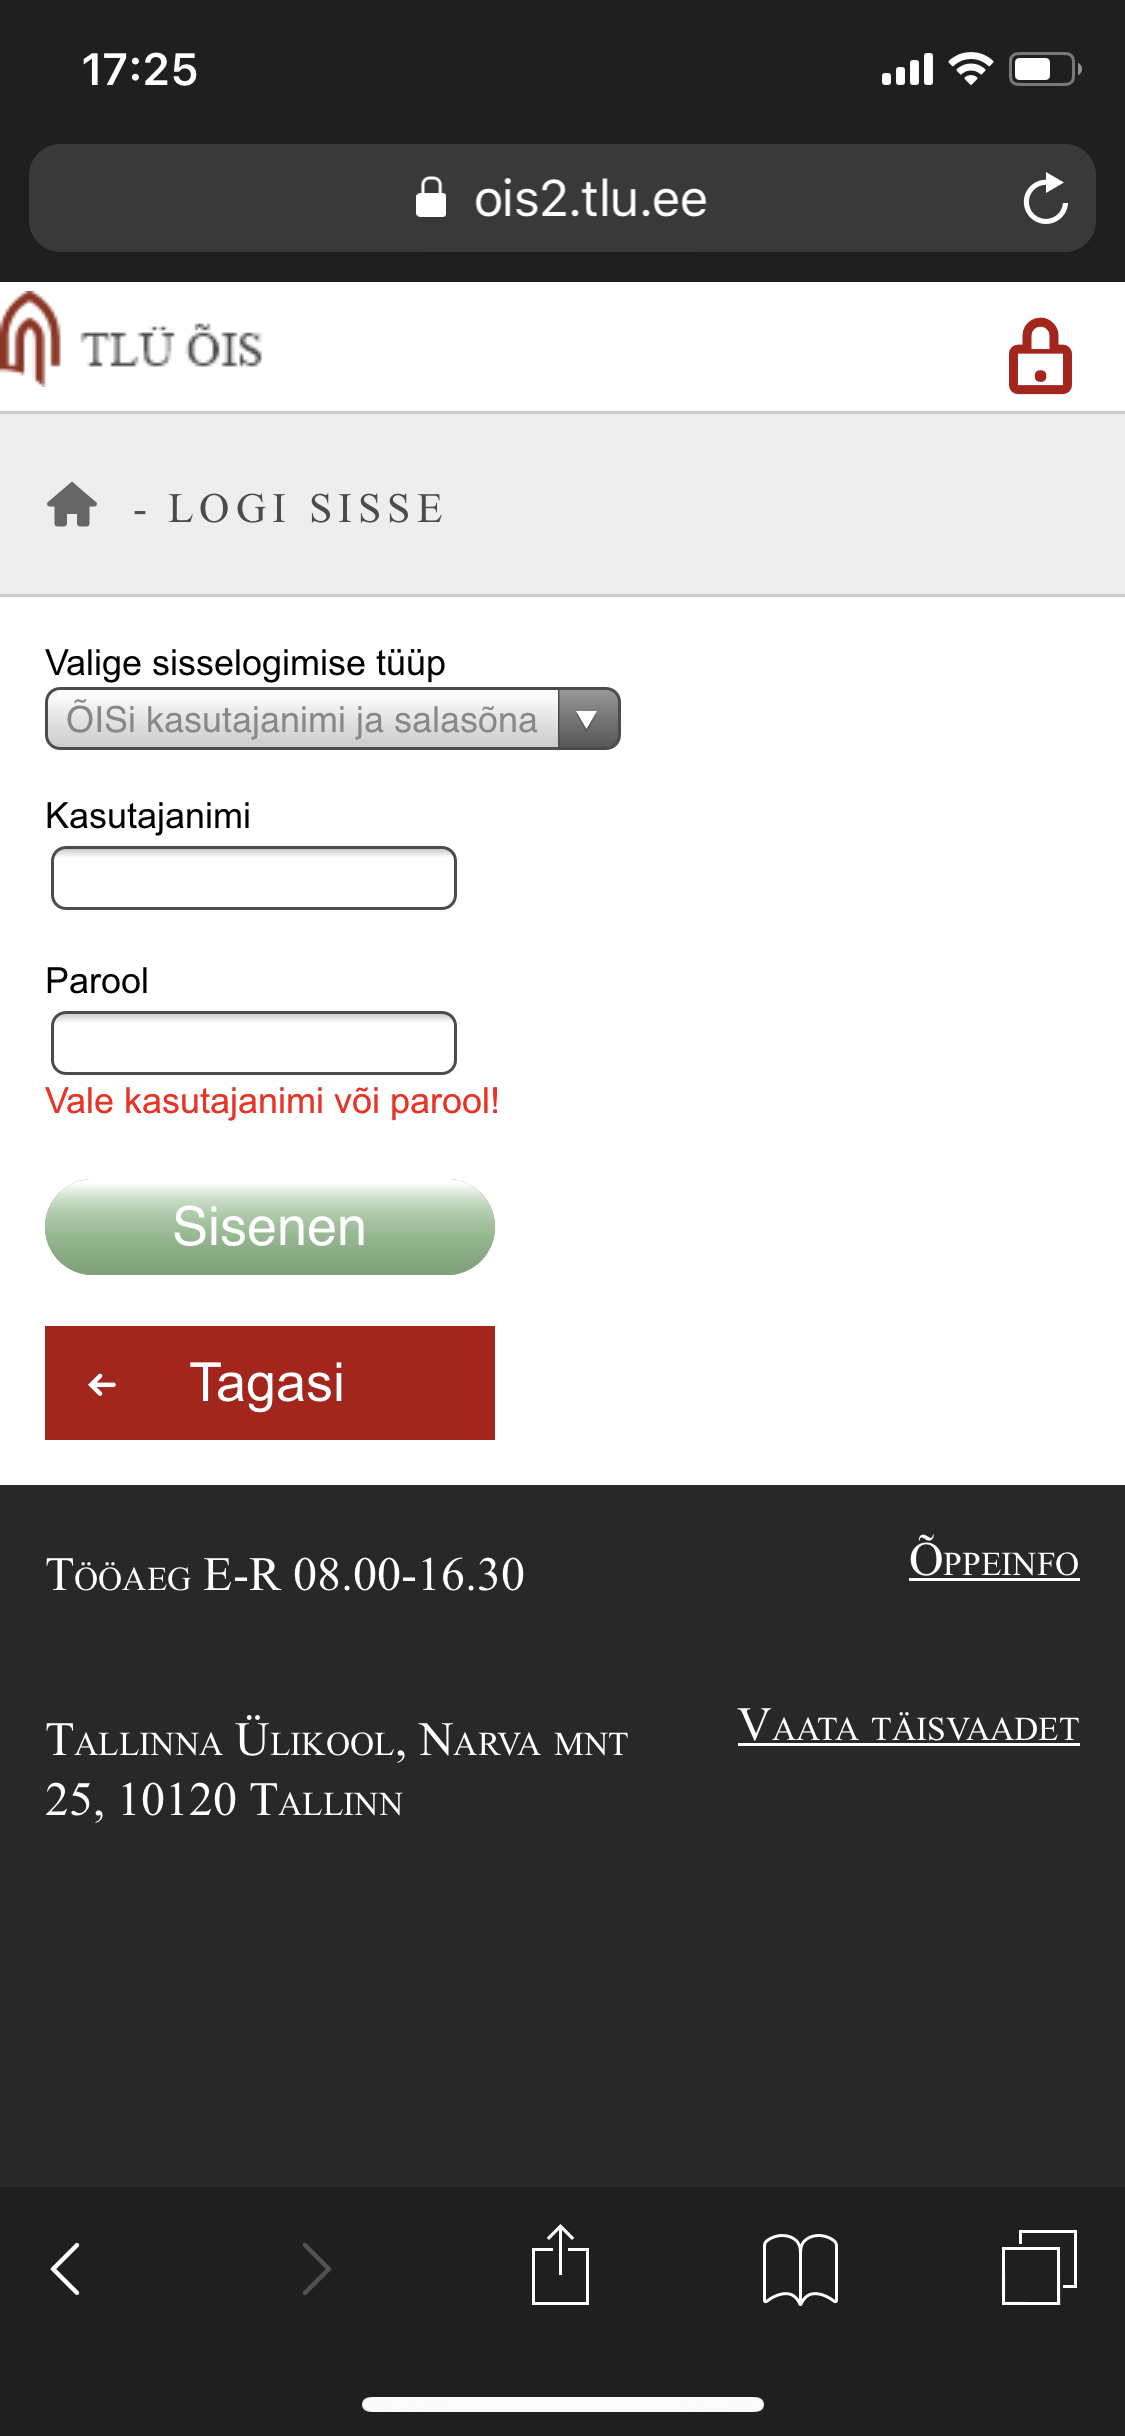 17:25
ois2.tlu.ee
TLÜ ÕIS
- LOGI SISSE
Valige sisselogimise tüüp
ÕISi kasutajanimi ja salasõna
Kasutajanimi
Parool
Vale kasutajanimi või parool!
Sisenen
Tagasi
Tööaeg E-R 08.00-16.30
Õppeinfo
Tallinna Ülikool, Narva mnt
25, 10120 Tallinn
Vaata täisvaadet